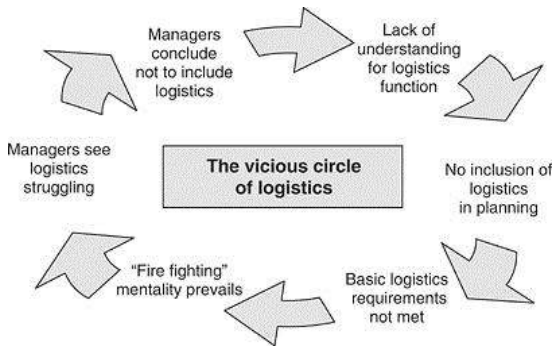 Managers
conclude
not to include
logistics
Lack of
understanding
for logistics
function
No inclusion of
logistics
in planning
Basic logistics
requirements
not met
“Fire fighting”
mentality prevails
Managers see
logistics
struggling
The vicious circle
of logistics